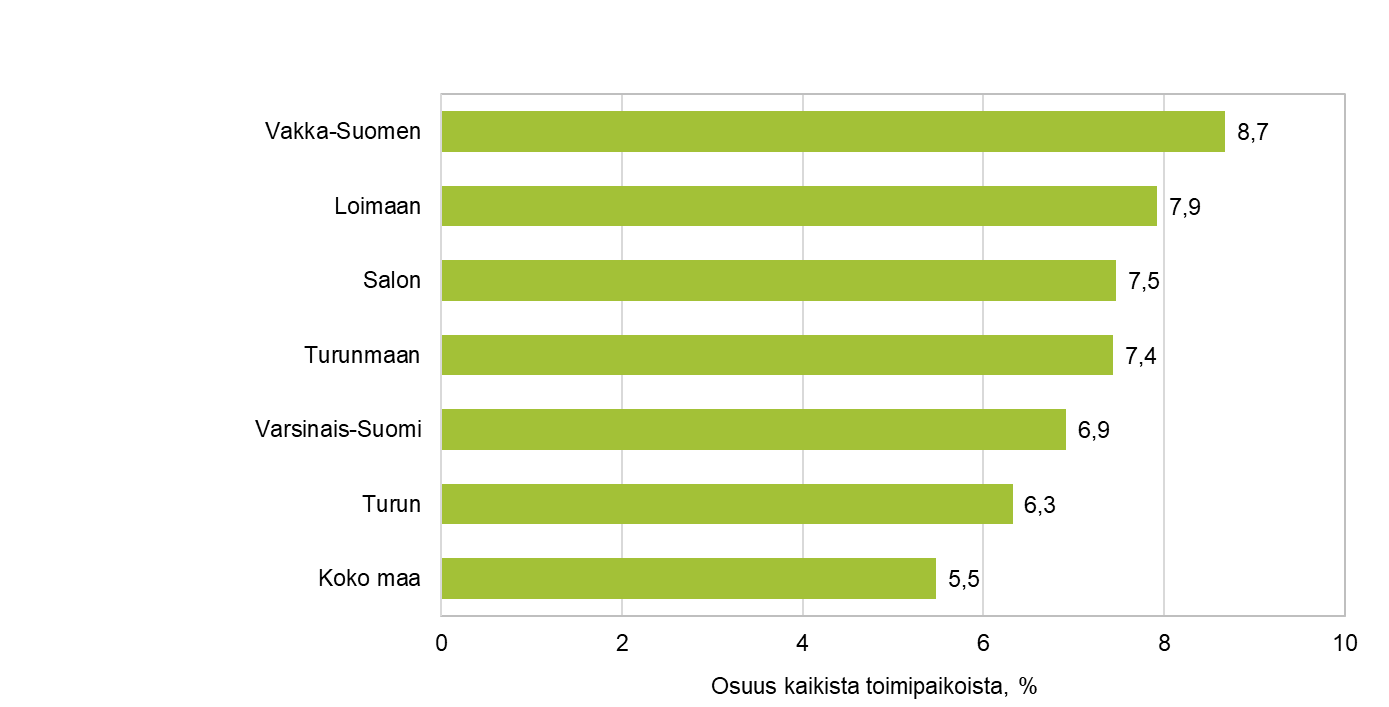 Vakka-Suomen 8,7
Loimaan 7,9
Salon 7,5
Turunmaan 7,4
Varsinais-Suomi 6,9
Turun 6,3
Koko maa 5,5
0 2 4 6 8 10
Osuus kaikista toimipaikoista, %